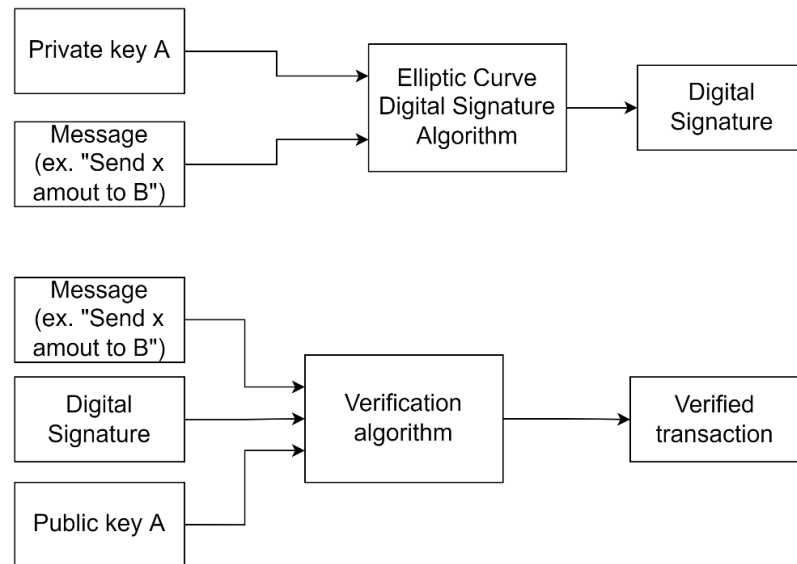 Private key A
Elliptic Curve
Digital Signature
Algorithm
Digital
Signature
Message
(ex. "Send x
amout to B")
Message
(ex. "Send x
amout to B")
Digital
Signature
Public key A
Verification
algorithm
Verified
transaction